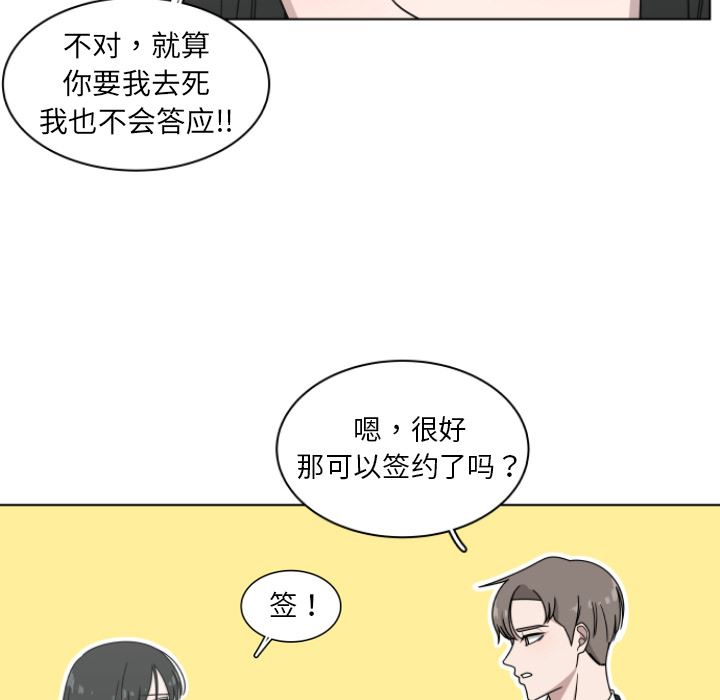 不对，就算
你要我去死
我也不会答应!!
嗯，很好
那可以签约了吗？
签！